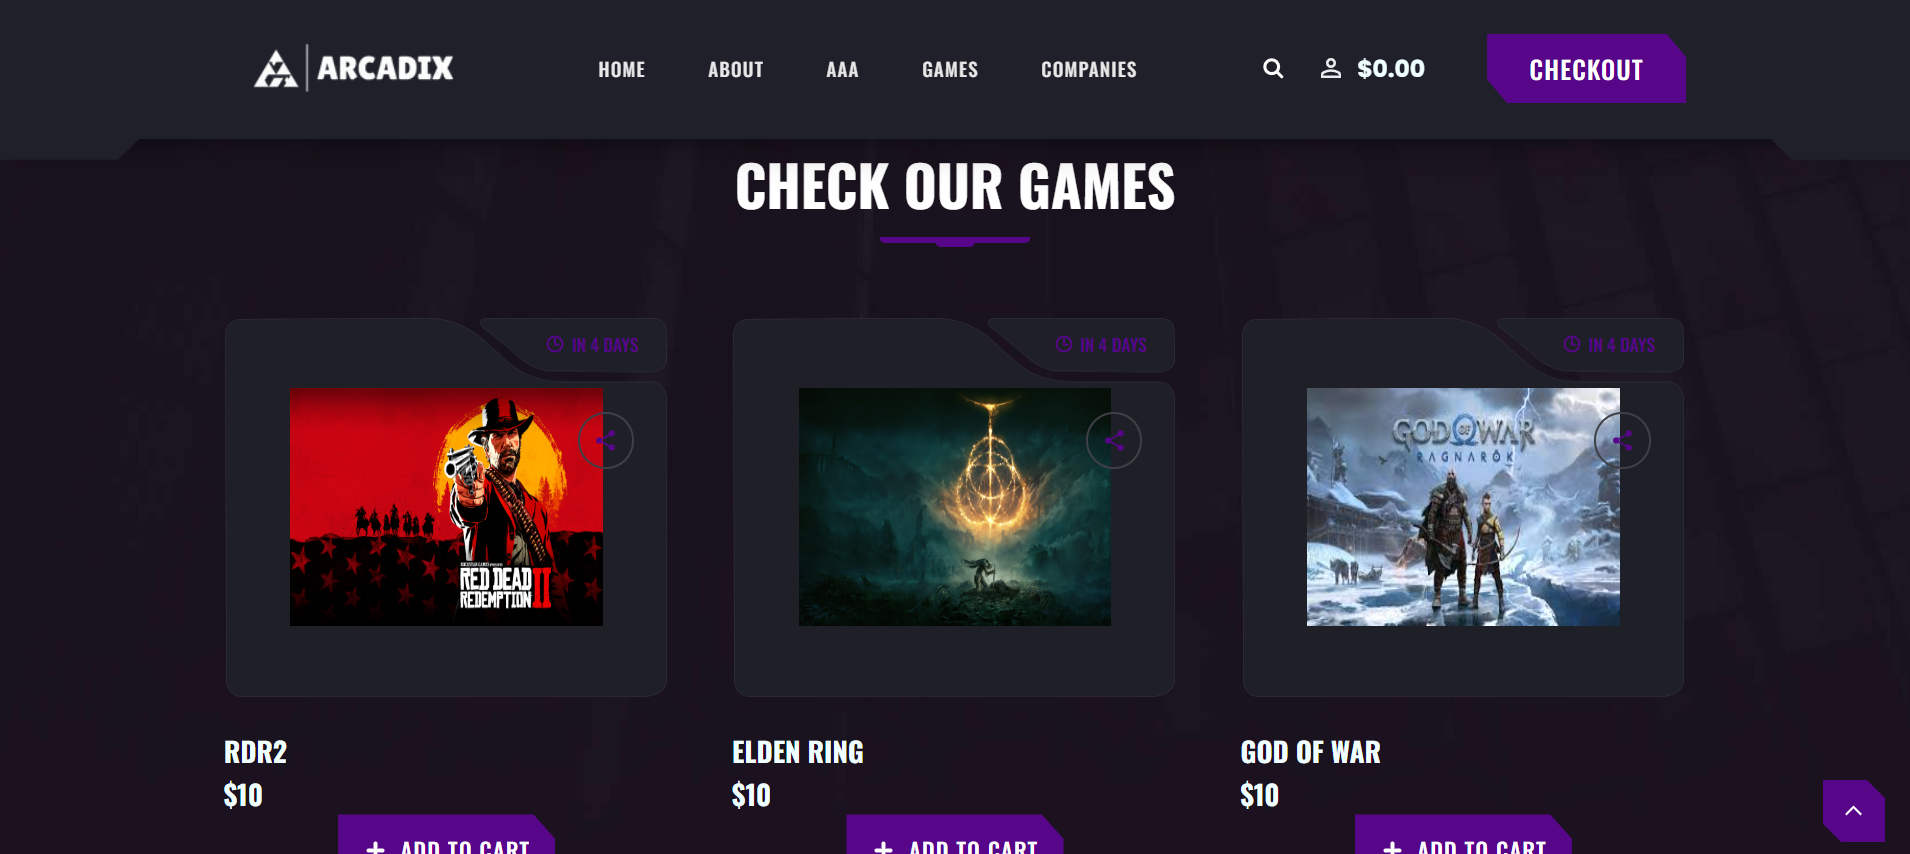 ARCADIX
HOME ABOUT AAA GAMES COMPANIES $0.00 CHECKOUT
CHECK OUR GAMES
IN 4 DAYS IN 4 DAYS IN 4 DAYS
GOD OF WAR
RAGNARÖK
RED DEAD
REDEMPTION II
RDR2 ELDEN RING GOD OF WAR
$10 $10 $10
ADD TO CART ADD TO CART ADD TO CART